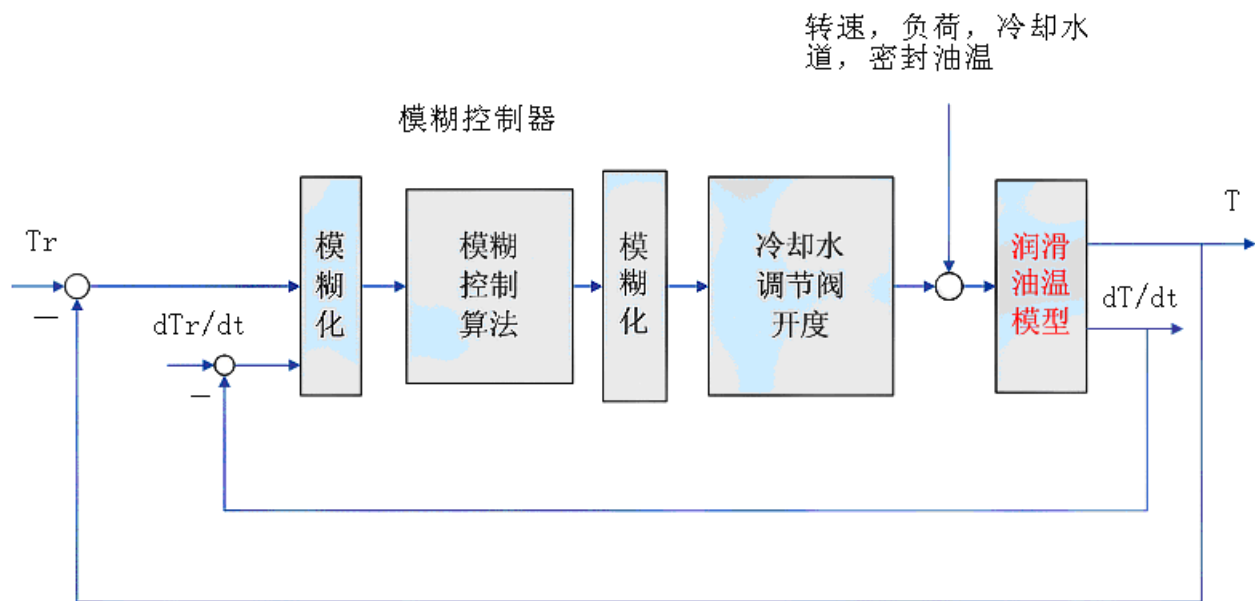 转速，负荷，冷却水
道，密封油温
模糊控制器
Tr
dTr/dt
模
糊
化
模糊
控制
算法
模
糊
化
冷却水
调节阀
开度
润滑
油温
模型
T
dT/dt